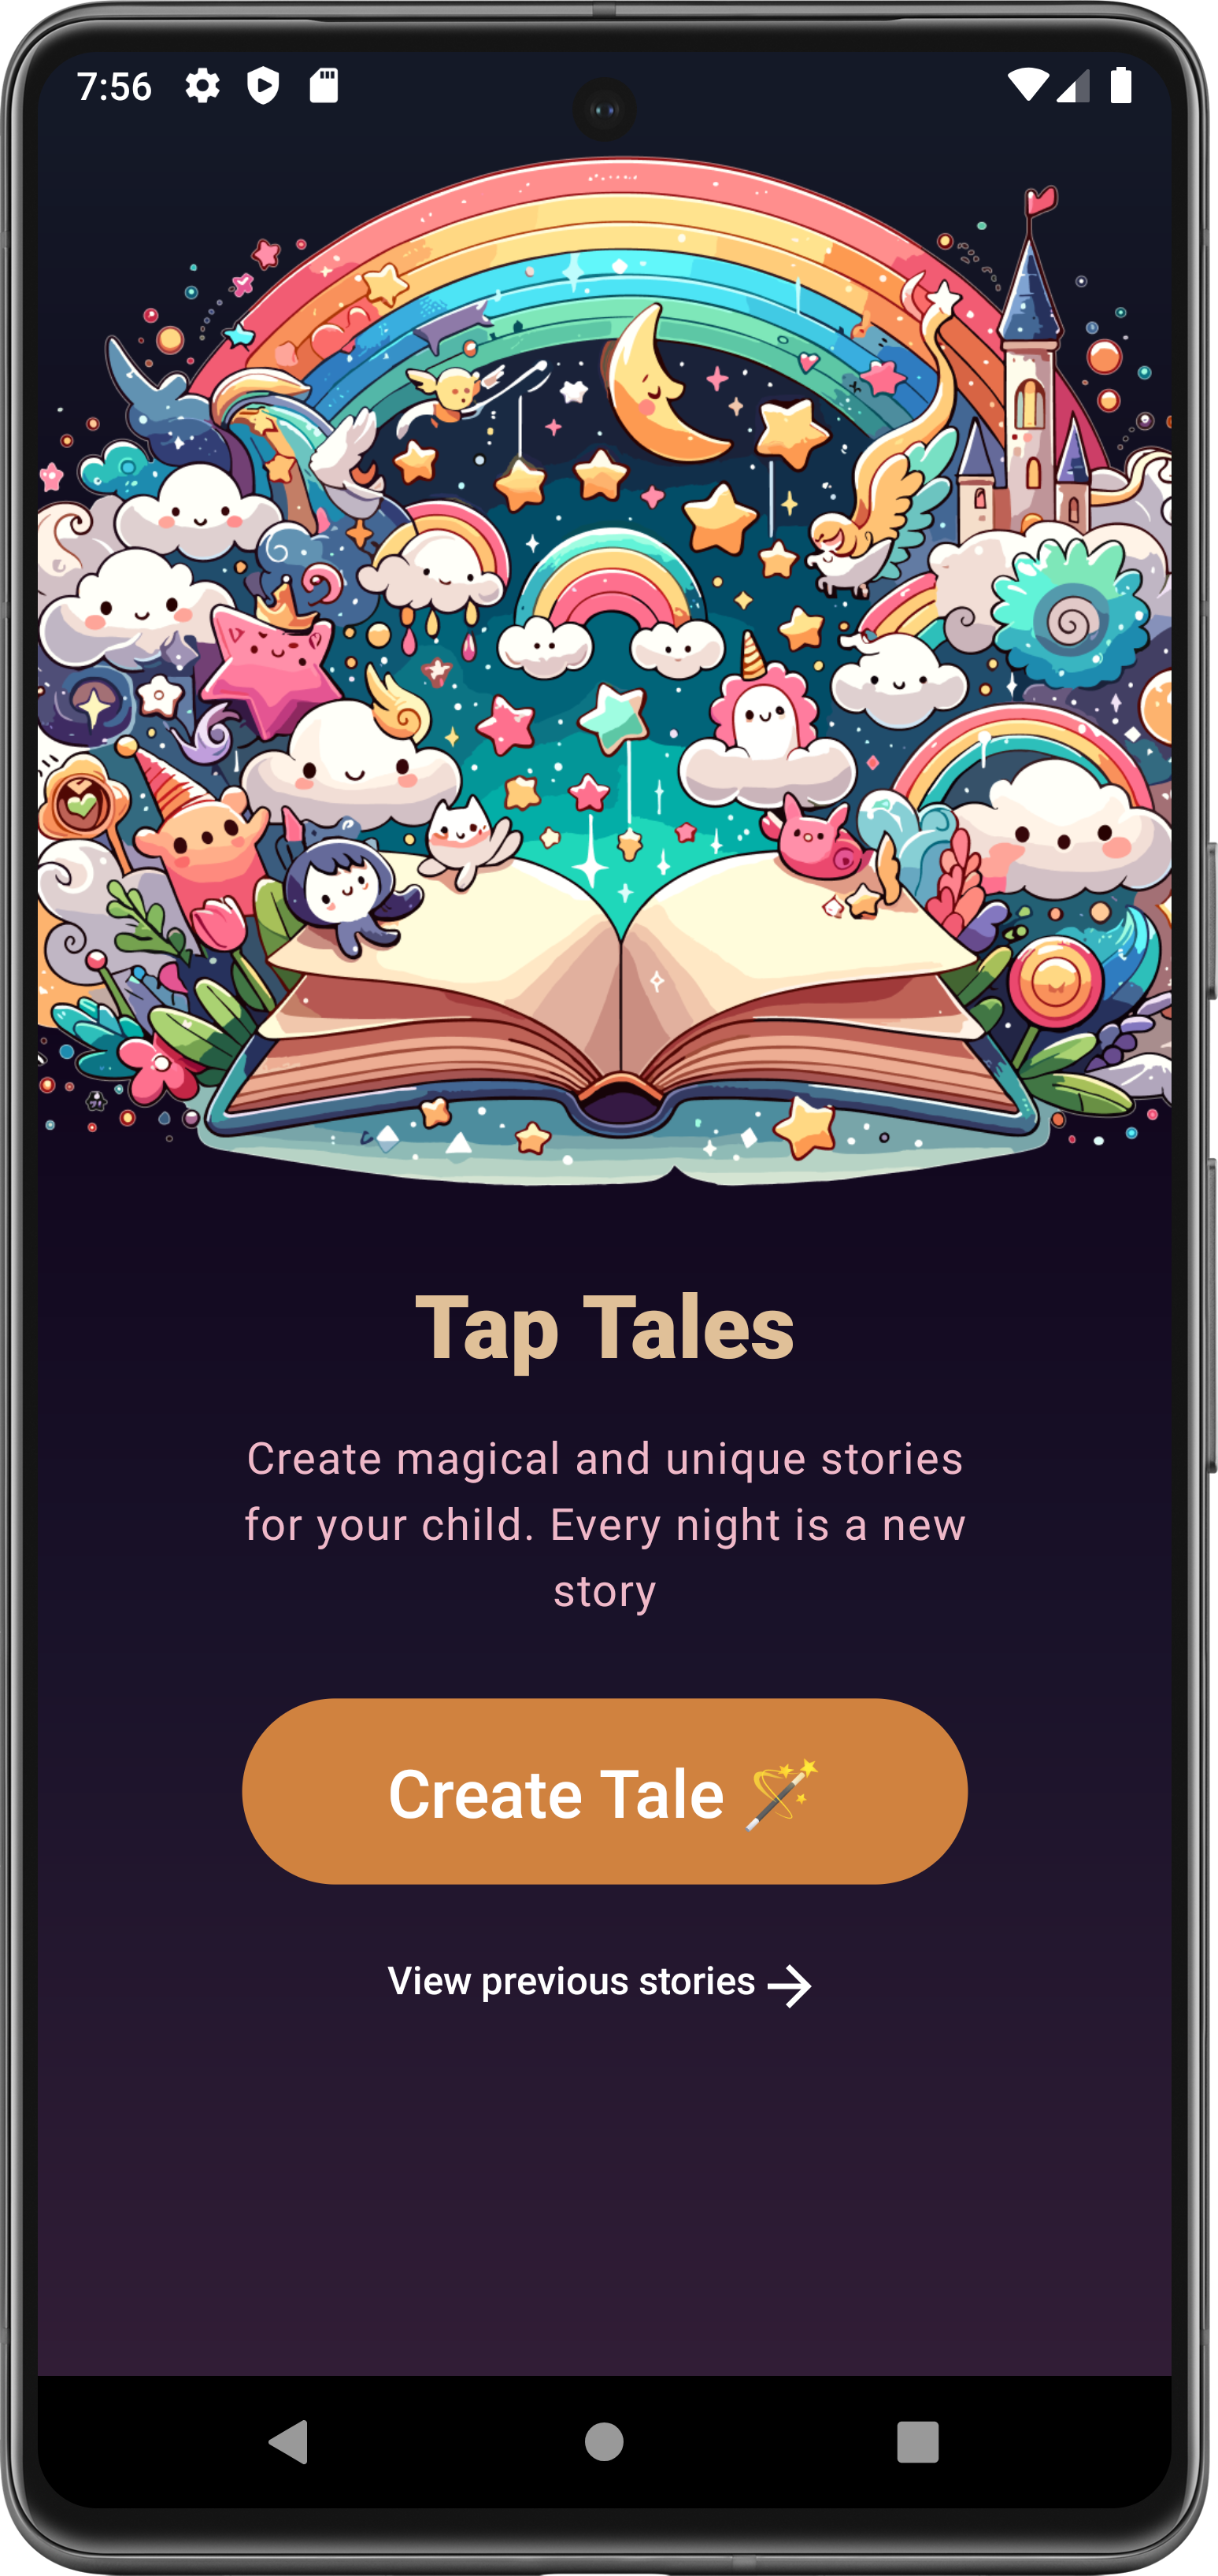 7:56
Tap Tales
Create magical and unique stories
for your child. Every night is a new
story
Create Tale 🪄
View previous stories →